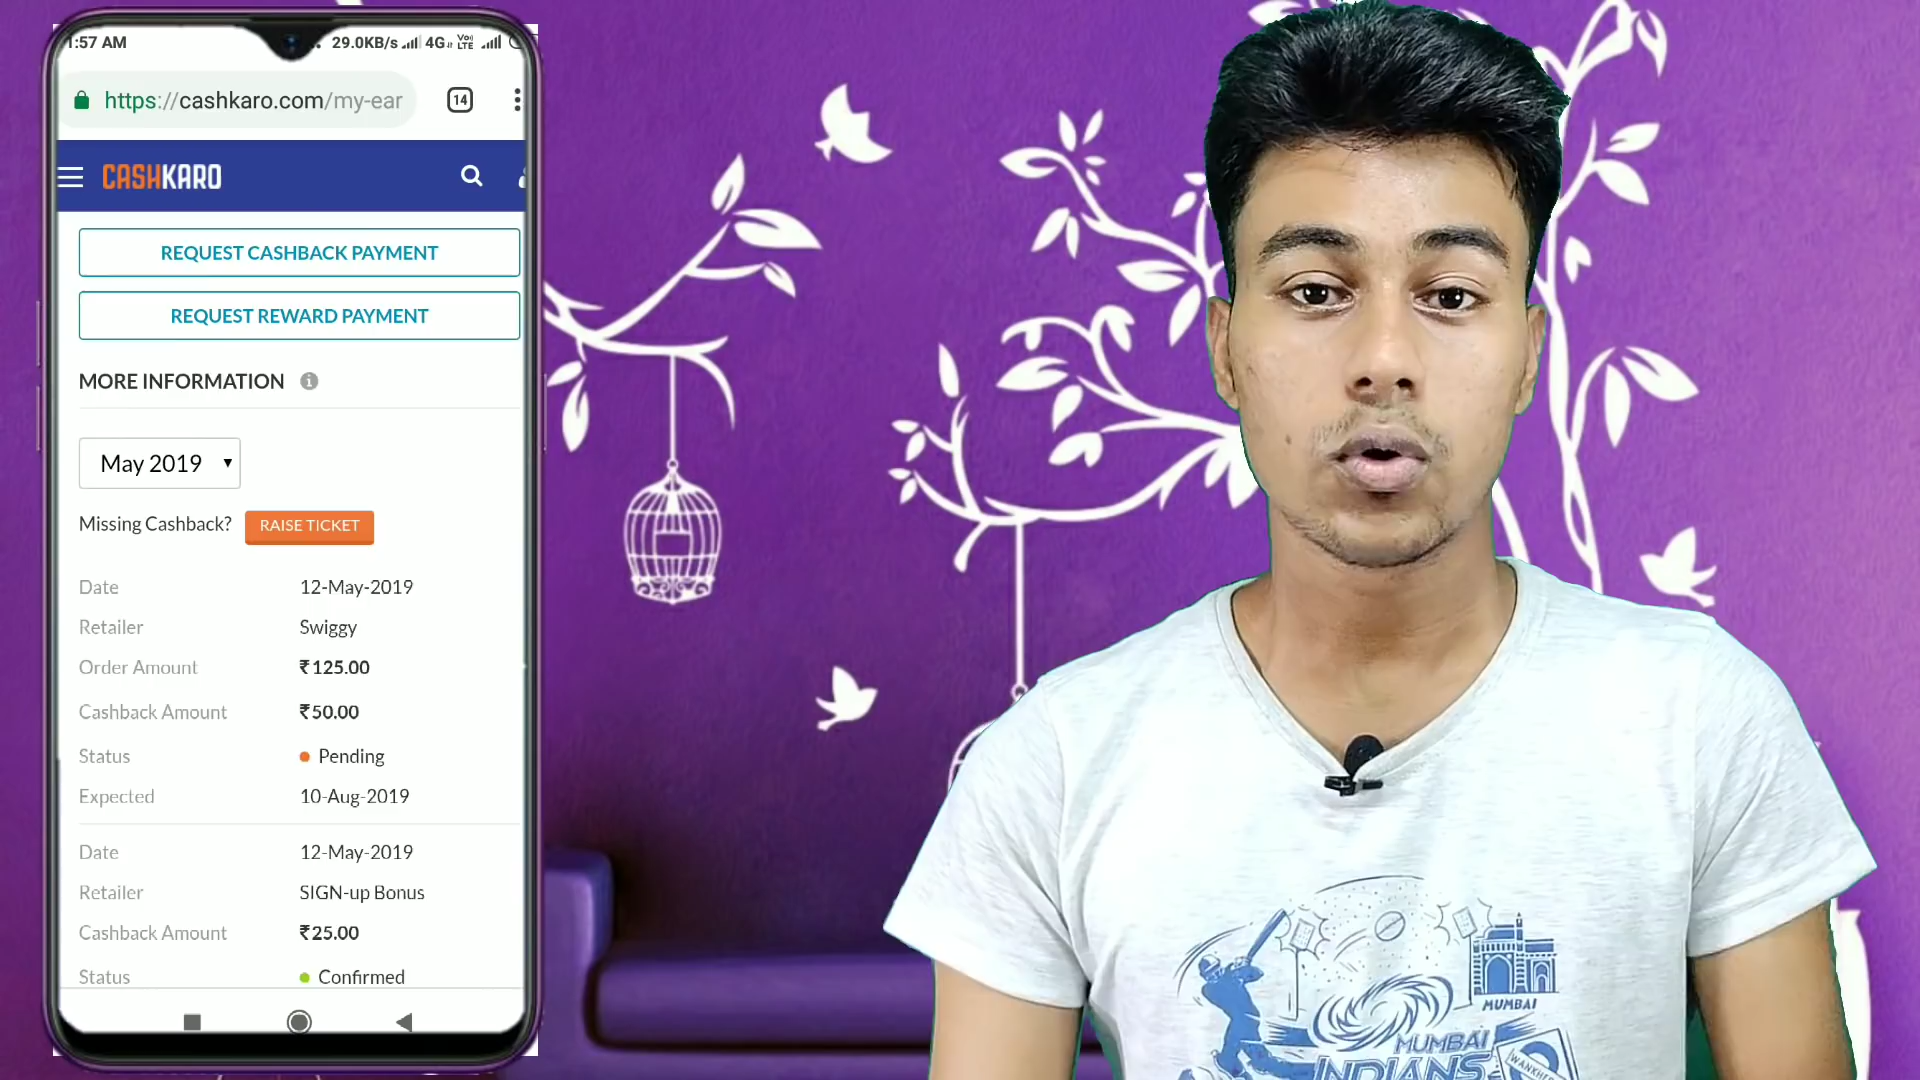 1:57 AM 29.0KB/s 4G Vo) LTE
https://cashkaro.com/my-ear 14
CASHKARO
REQUEST CASHBACK PAYMENT
REQUEST REWARD PAYMENT
MORE INFORMATION
May 2019
Missing Cashback? RAISE TICKET
Date 12-May-2019
Retailer Swiggy
Order Amount ₹125.00
Cashback Amount ₹50.00
Status Pending
Expected 10-Aug-2019
Date 12-May-2019
Retailer SIGN-up Bonus
Cashback Amount ₹25.00
Status Confirmed
MUMBAI
MUMBAI
INDIANS